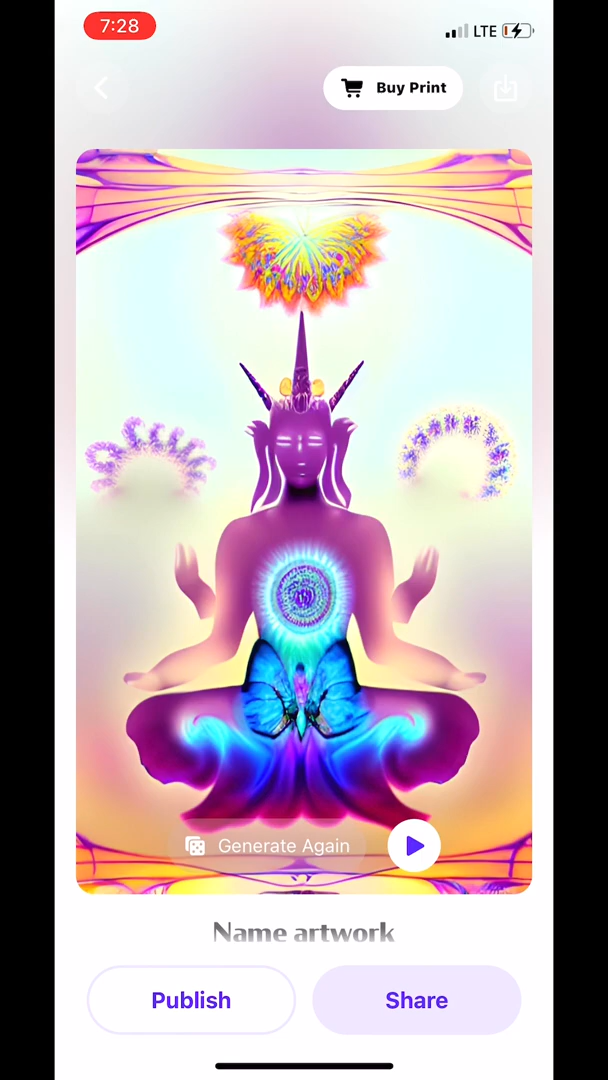 7:28
LTE
Buy Print
Generate Again
Name artwork
Publish
Share